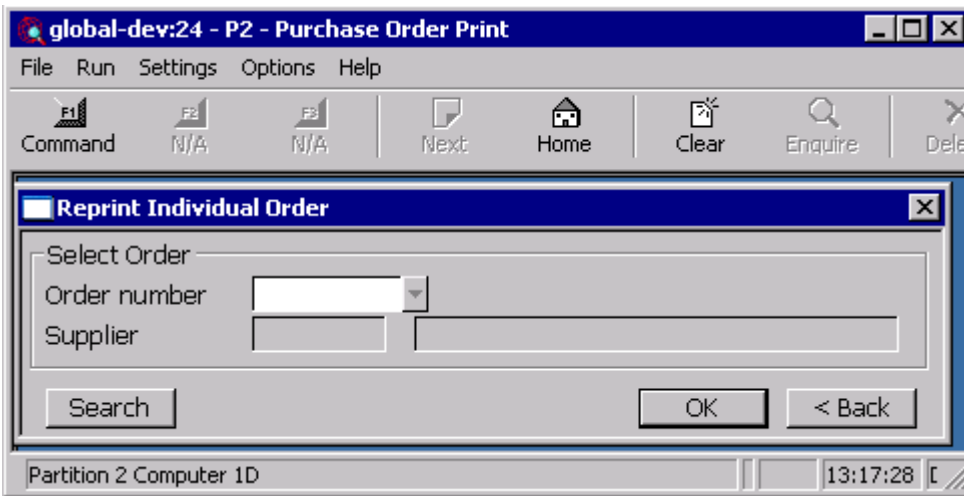 global-dev:24 - P2 - Purchase Order Print
File Run Settings Options Help
F1 F2 F3
Command N/A N/A Next Home Clear Enquire Dele
Reprint Individual Order
Select Order
Order number
Supplier
Search OK < Back
Partition 2 Computer 1D 13:17:28